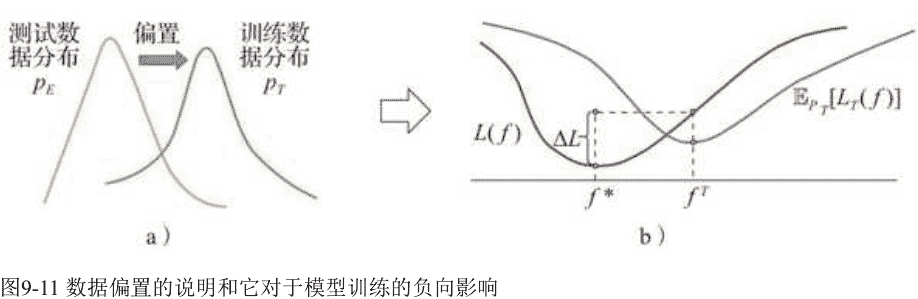 测试数
据分布
p_E
偏置
训练数
据分布
p_T
a）
L(f)
ΔL
𝔼_{P_T}[L_T(f)]
f*
f^T
b）
图9-11 数据偏置的说明和它对于模型训练的负向影响